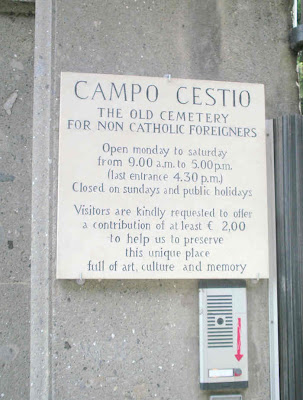 CAMPO CESTIO
THE OLD CEMETERY
FOR NON CATHOLIC FOREIGNERS
Open monday to saturday
from 9.00 a.m. to 5.00 p.m.
(last entrance 4.30 p.m.)
Closed on sundays and public holidays
Visitors are kindly requested to offer
a contribution of at least € 2,00
to help us to preserve
this unique place
full of art, culture and memory